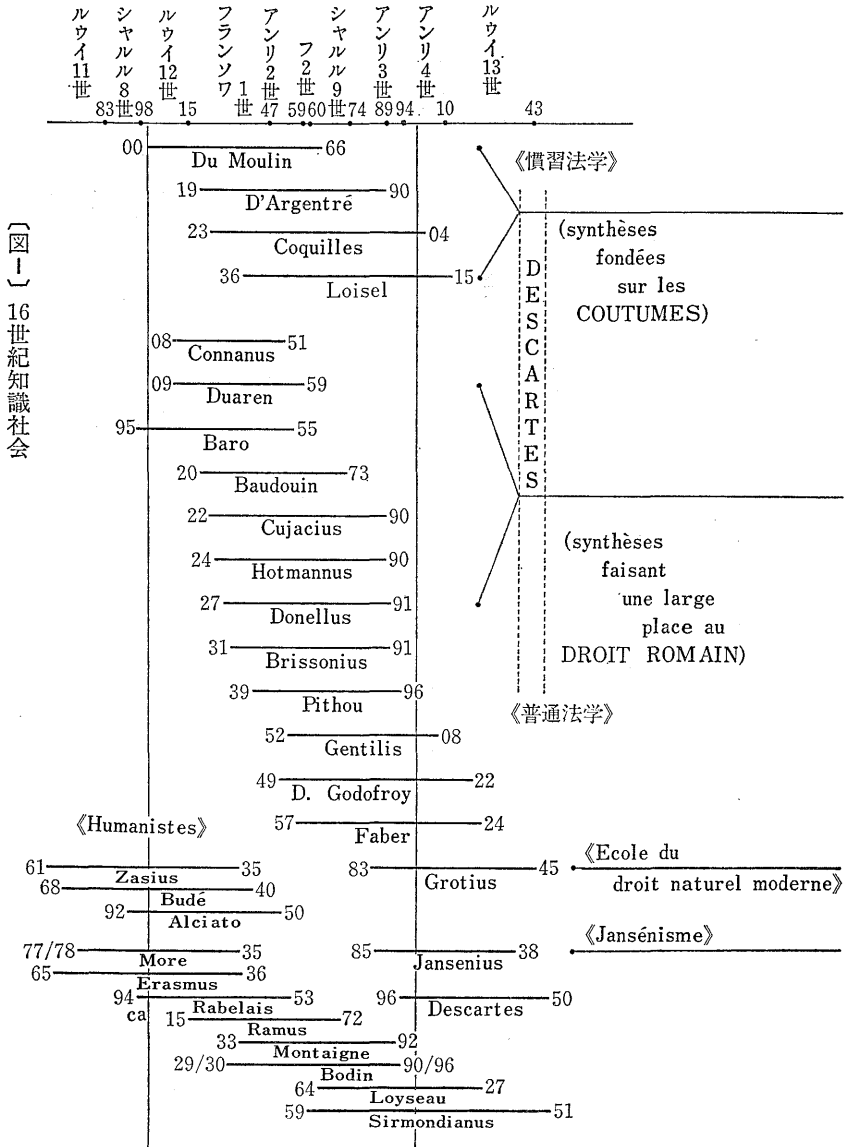 ルウイ11世
シャルル8世
ルウイ12世
フランソワ1世
アンリ2世
フ2世
シャルル9世
アンリ3世
アンリ4世
ルウイ13世
83 98 15 47 59 60 74 89 94 10 43
〔図I〕 16世紀知識社会
00 66
Du Moulin
19 90
D'Argentré
23 04
Coquilles
36 15
Loisel
《慣習法学》
(synthèses
fondées
sur les
COUTUMES)
DESCARTES
08 51
Connanus
09 59
Duaren
95 55
Baro
20 73
Baudouin
22 90
Cujacius
24 90
Hotmannus
27 91
Donellus
31 91
Brissonius
39 96
Pithou
(synthèses
faisant
une large
place au
DROIT ROMAIN)
《普通法学》
52 08
Gentilis
49 22
D. Godofroy
57 24
Faber
《Humanistes》
61 35
Zasius
68 40
Budé
92 50
Alciato
83 45
Grotius
《Ecole du
droit naturel moderne》
77/78 35
More
65 36
Erasmus
85 38
Jansenius
《Jansénisme》
94 53
ca Rabelais
96 50
Descartes
15 72
Ramus
33 92
Montaigne
29/30 90/96
Bodin
64 27
Loyseau
59 51
Sirmondianus